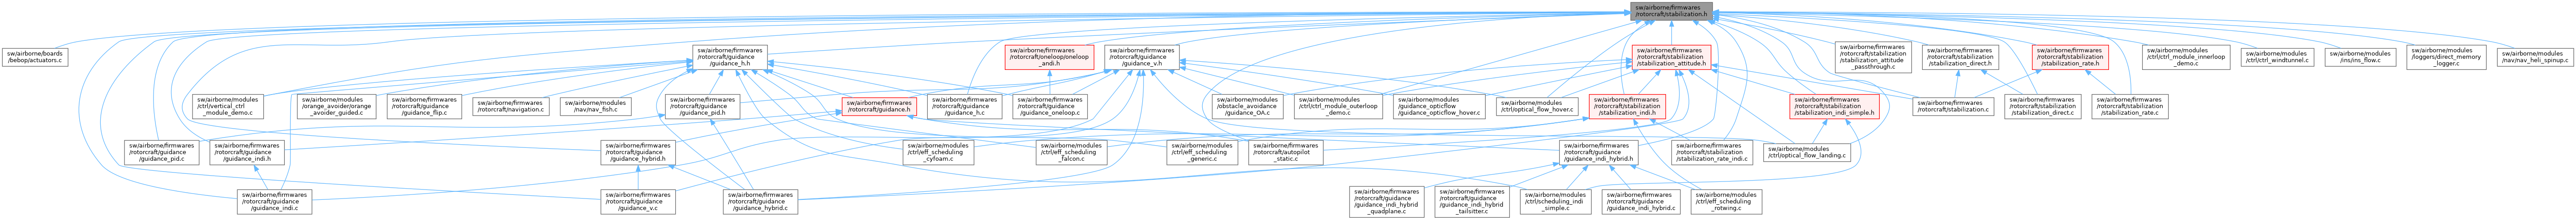 sw/airborne/firmwares
/rotorcraft/stabilization.h
sw/airborne/boards
/bebop/actuators.c
sw/airborne/firmwares
/rotorcraft/guidance
/guidance_h.h
sw/airborne/firmwares
/rotorcraft/oneloop/oneloop
_andi.h
sw/airborne/firmwares
/rotorcraft/guidance
/guidance_v.h
sw/airborne/firmwares
/rotorcraft/stabilization
/stabilization_attitude.h
sw/airborne/firmwares
/rotorcraft/stabilization
/stabilization_attitude
_passthrough.c
sw/airborne/firmwares
/rotorcraft/stabilization
/stabilization_direct.h
sw/airborne/firmwares
/rotorcraft/stabilization
/stabilization_rate.h
sw/airborne/modules
/ctrl/ctrl_module_innerloop
_demo.c
sw/airborne/modules
/ctrl/ctrl_windtunnel.c
sw/airborne/modules
/ins/ins_flow.c
sw/airborne/modules
/loggers/direct_memory
_logger.c
sw/airborne/modules
/nav/nav_heli_spinup.c
sw/airborne/modules
/ctrl/vertical_ctrl
_module_demo.c
sw/airborne/modules
/orange_avoider/orange
_avoider_guided.c
sw/airborne/firmwares
/rotorcraft/guidance
/guidance_flip.c
sw/airborne/firmwares
/rotorcraft/navigation.c
sw/airborne/modules
/nav/nav_fish.c
sw/airborne/firmwares
/rotorcraft/guidance
/guidance_pid.h
sw/airborne/firmwares
/rotorcraft/guidance.h
sw/airborne/firmwares
/rotorcraft/guidance
/guidance_h.c
sw/airborne/firmwares
/rotorcraft/guidance
/guidance_oneloop.c
sw/airborne/modules
/obstacle_avoidance
/guidance_OA.c
sw/airborne/modules
/ctrl/ctrl_module_outerloop
_demo.c
sw/airborne/modules
/guidance_opticflow
/guidance_opticflow_hover.c
sw/airborne/modules
/ctrl/optical_flow_hover.c
sw/airborne/firmwares
/rotorcraft/stabilization
/stabilization_indi.h
sw/airborne/firmwares
/rotorcraft/stabilization
/stabilization_indi_simple.h
sw/airborne/firmwares
/rotorcraft/stabilization.c
sw/airborne/firmwares
/rotorcraft/stabilization
/stabilization_direct.c
sw/airborne/firmwares
/rotorcraft/stabilization
/stabilization_rate.c
sw/airborne/firmwares
/rotorcraft/guidance
/guidance_pid.c
sw/airborne/firmwares
/rotorcraft/guidance
/guidance_indi.h
sw/airborne/firmwares
/rotorcraft/guidance
/guidance_hybrid.h
sw/airborne/modules
/ctrl/eff_scheduling
_cyfoam.c
sw/airborne/modules
/ctrl/eff_scheduling
_falcon.c
sw/airborne/modules
/ctrl/eff_scheduling
_generic.c
sw/airborne/firmwares
/rotorcraft/autopilot
_static.c
sw/airborne/firmwares
/rotorcraft/guidance
/guidance_indi_hybrid.h
sw/airborne/firmwares
/rotorcraft/stabilization
/stabilization_rate_indi.c
sw/airborne/modules
/ctrl/optical_flow_landing.c
sw/airborne/firmwares
/rotorcraft/guidance
/guidance_indi.c
sw/airborne/firmwares
/rotorcraft/guidance
/guidance_v.c
sw/airborne/firmwares
/rotorcraft/guidance
/guidance_hybrid.c
sw/airborne/firmwares
/rotorcraft/guidance
/guidance_indi_hybrid
_quadplane.c
sw/airborne/firmwares
/rotorcraft/guidance
/guidance_indi_hybrid
_tailsitter.c
sw/airborne/modules
/ctrl/scheduling_indi
_simple.c
sw/airborne/firmwares
/rotorcraft/guidance
/guidance_indi_hybrid.c
sw/airborne/modules
/ctrl/eff_scheduling
_rotwing.c